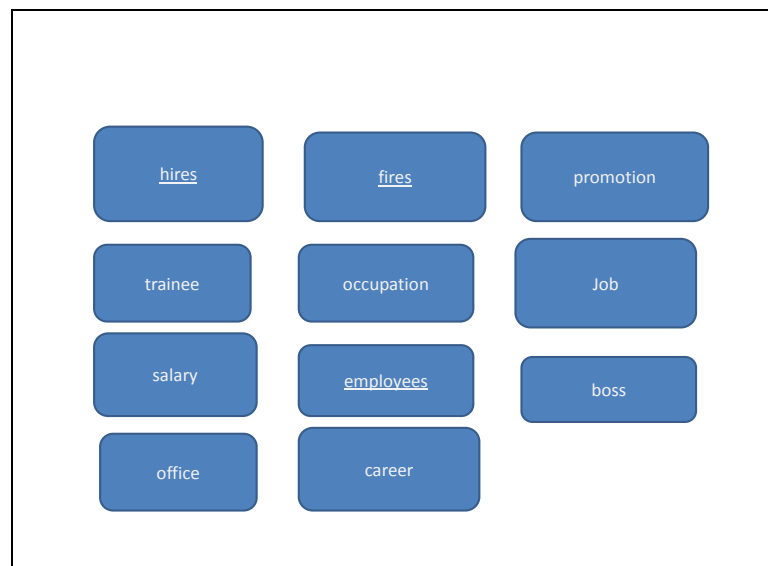 hires
fires
promotion
trainee
occupation
Job
salary
employees
boss
office
career